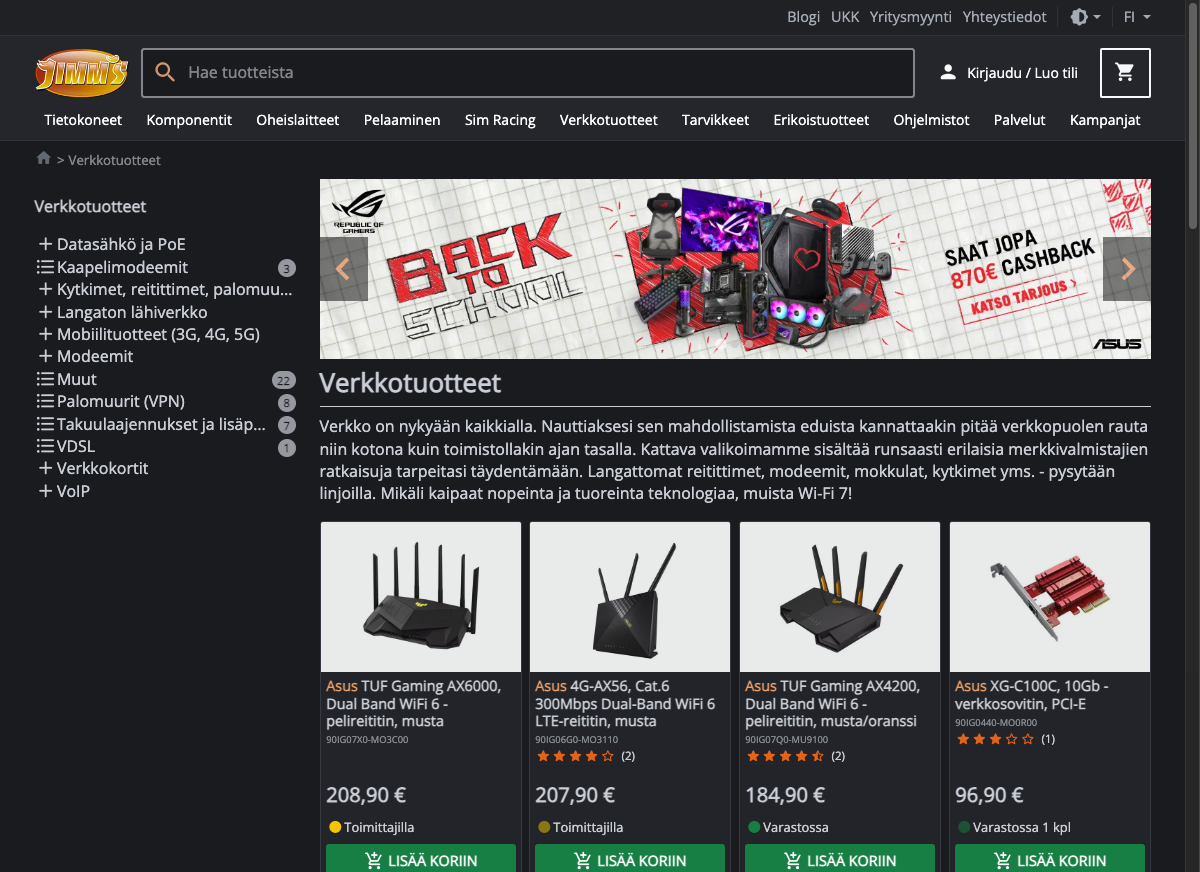 Blogi UKK Yritysmyynti Yhteystiedot FI
JIMM'S
Hae tuotteista
Kirjaudu / Luo tili
Tietokoneet Komponentit Oheislaitteet Pelaaminen Sim Racing Verkkotuotteet Tarvikkeet Erikoistuotteet Ohjelmistot Palvelut Kampanjat
> Verkkotuotteet
Verkkotuotteet
Datasähkö ja PoE
Kaapelimodeemit 3
Kytkimet, reitittimet, palomuu...
Langaton lähiverkko
Mobiilituotteet (3G, 4G, 5G)
Modeemit
Muut 22
Palomuurit (VPN) 8
Takuulaajennukset ja lisäp... 7
VDSL 1
Verkkokortit
VoIP
REPUBLIC OF
GAMERS
BACK
TO
SCHOOL
SAAT JOPA
870€ CASHBACK
KATSO TARJOUS >
ASUS
Verkkotuotteet
Verkko on nykyään kaikkialla. Nauttiaksesi sen mahdollistamista eduista kannattaakin pitää verkkopuolen rauta
niin kotona kuin toimistollakin ajan tasalla. Kattava valikoimamme sisältää runsaasti erilaisia merkkivalmistajien
ratkaisuja tarpeitasi täydentämään. Langattomat reitittimet, modeemit, mokkulat, kytkimet yms. - pysytään
linjoilla. Mikäli kaipaat nopeinta ja tuoreinta teknologiaa, muista Wi-Fi 7!
Asus TUF Gaming AX6000,
Dual Band WiFi 6 -
pelireititin, musta
90IG07X0-MO3C00
208,90 €
Toimittajilla
LISÄÄ KORIIN
Asus 4G-AX56, Cat.6
300Mbps Dual-Band WiFi 6
LTE-reititin, musta
90IG06G0-MO3110
(2)
207,90 €
Toimittajilla
LISÄÄ KORIIN
Asus TUF Gaming AX4200,
Dual Band WiFi 6 -
pelireititin, musta/oranssi
90IG07Q0-MU9100
(2)
184,90 €
Varastossa
LISÄÄ KORIIN
Asus XG-C100C, 10Gb -
verkkosovitin, PCI-E
90IG0440-MO0R00
(1)
96,90 €
Varastossa 1 kpl
LISÄÄ KORIIN